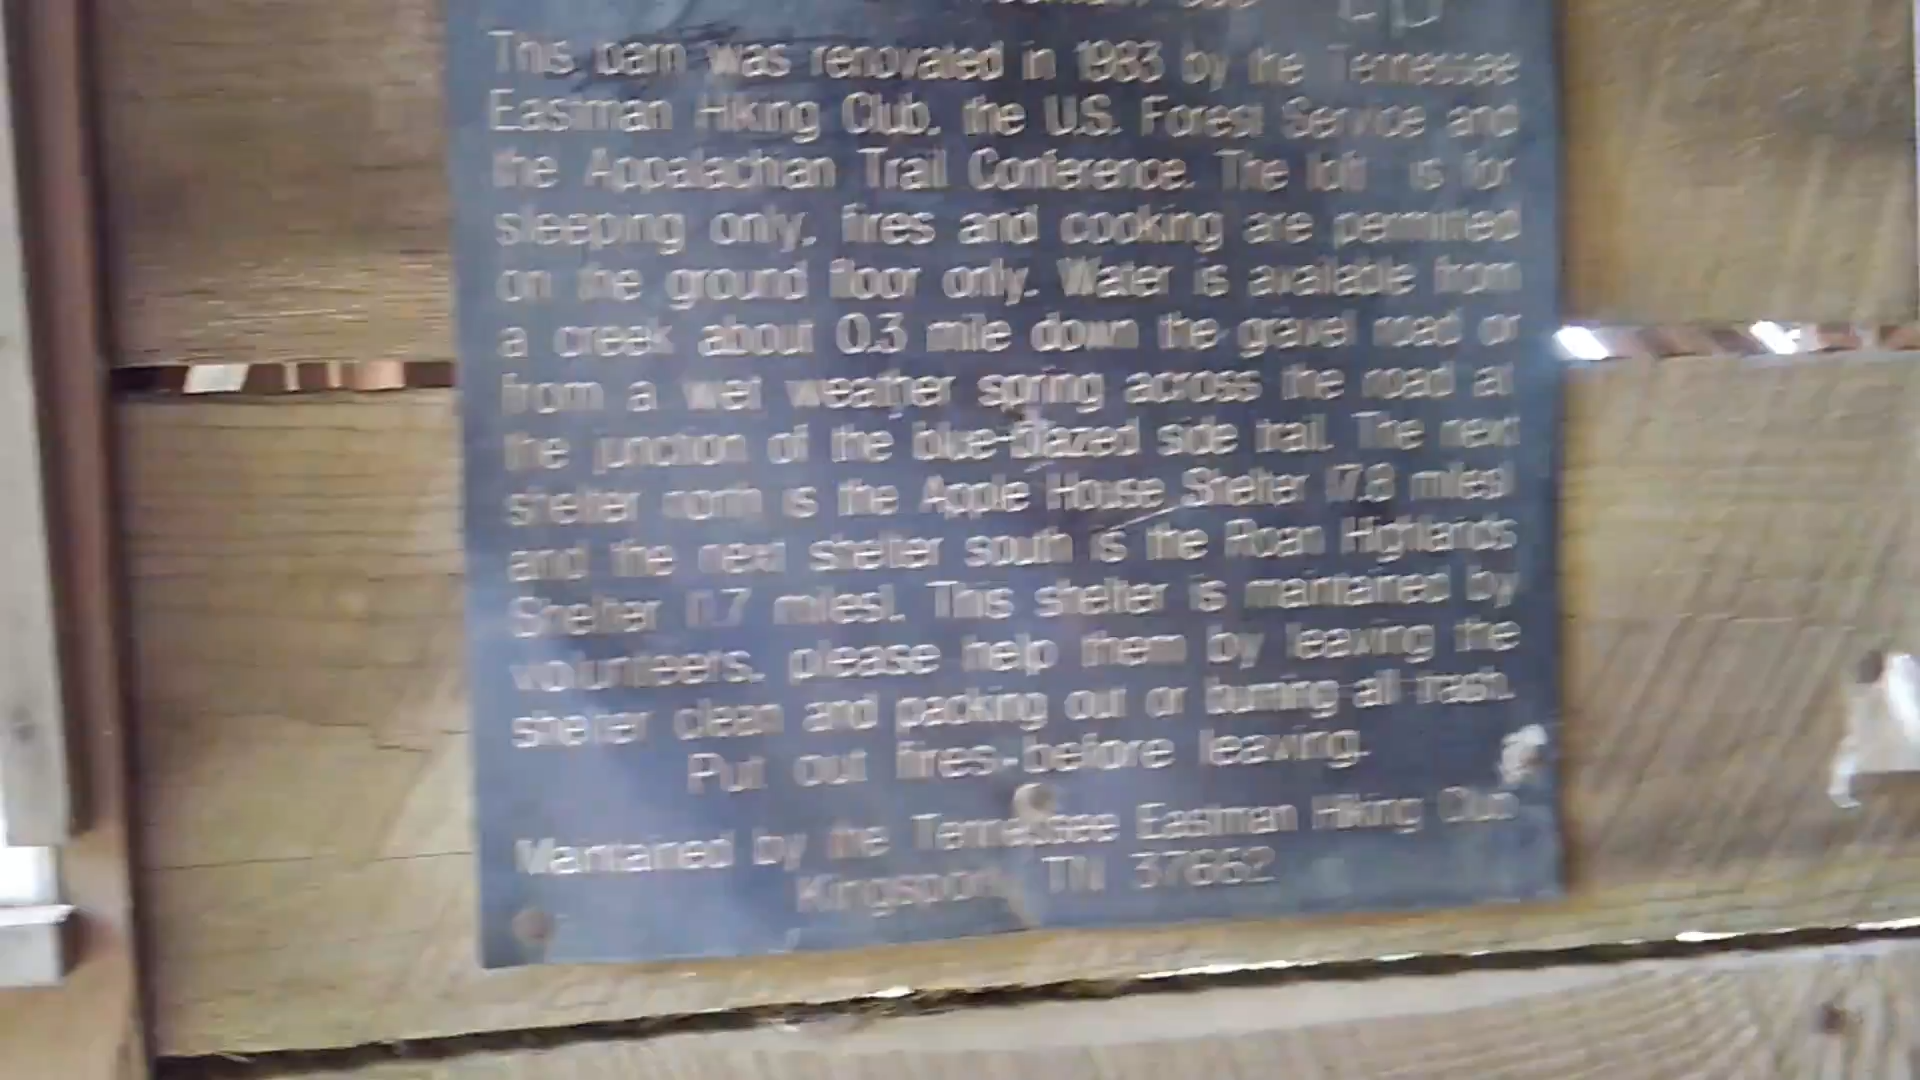 This barn was renovated in 1983 by the Tennessee
Eastman Hiking Club, the U.S. Forest Service and
the Appalachian Trail Conference. The loft is for
sleeping only, fires and cooking are permitted
on the ground floor only. Water is available from
a creek about 0.3 mile down the gravel road or
from a wet weather spring across the road at
the junction of the blue-blazed side trail. The next
shelter north is the Apple House Shelter miles)
and the next shelter south is the Roan Highlands
Shelter miles). This shelter is maintained by
volunteers, please help them by leaving the
shelter clean and packing out or burning all trash.
Put out fires before leaving.
Maintained by the Tennessee Eastman Hiking Club
Kingsport, TN 37662